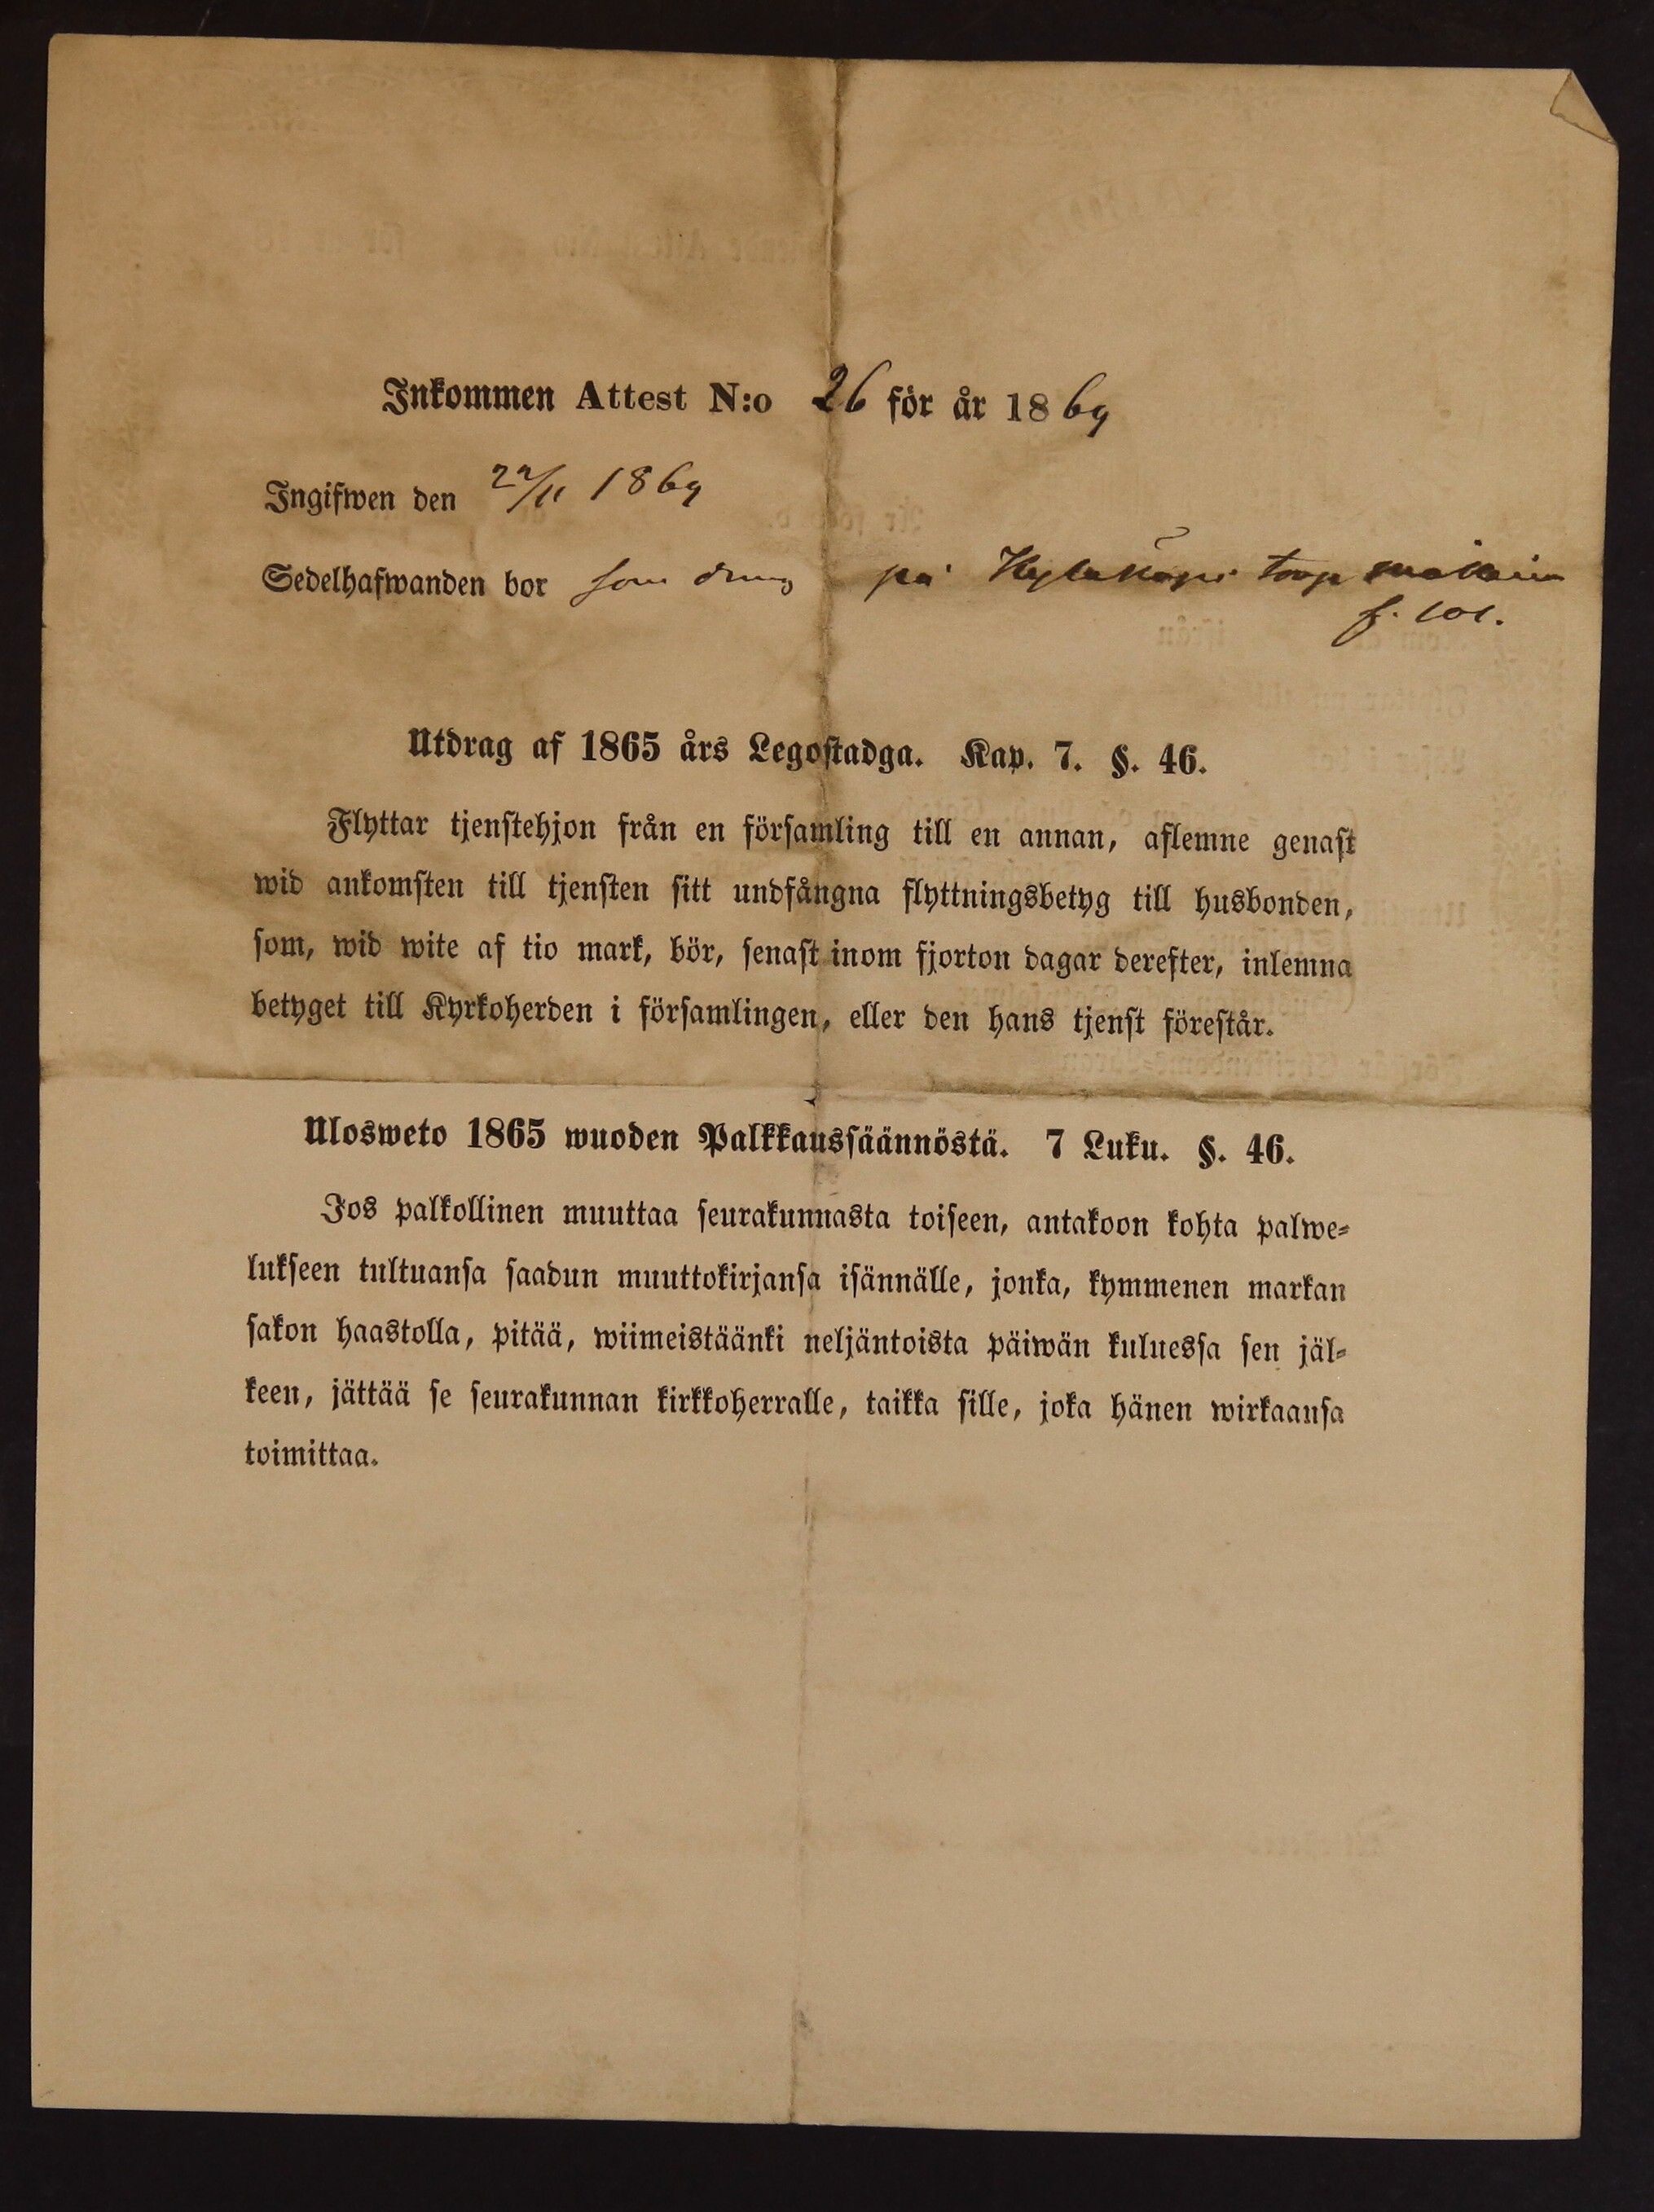 Inkommen Attest N:o 26 för år 1869
Ingifwen den 22/11 1869
Sedelhafwanden bor som dräng på torp
f. 101.
Utdrag af 1865 års Legostadga. Kap. 7. §. 46.
Flyttar tjenstehjon från en församling till en annan, aflemne genast
wid ankomsten till tjensten sitt undfångna flyttningsbetyg till husbonden,
som, wid wite af tio mark, bör, senast inom fjorton dagar derefter, inlemna
betyget till Kyrkoherden i församlingen, eller den hans tjenst förestår.
Ulosweto 1865 wuoden Palkkaussäännöstä. 7 Luku. §. 46.
Jos palkollinen muuttaa seurakunnasta toiseen, antakoon kohta palwe-
lukseen tultuansa saadun muuttokirjansa isännälle, jonka, kymmenen markan
sakon haastolla, pitää, wiimeistäänki neljäntoista päiwän kuluessa sen jäl-
keen, jättää se seurakunnan kirkkoherralle, taikka sille, joka hänen wirkaansa
toimittaa.